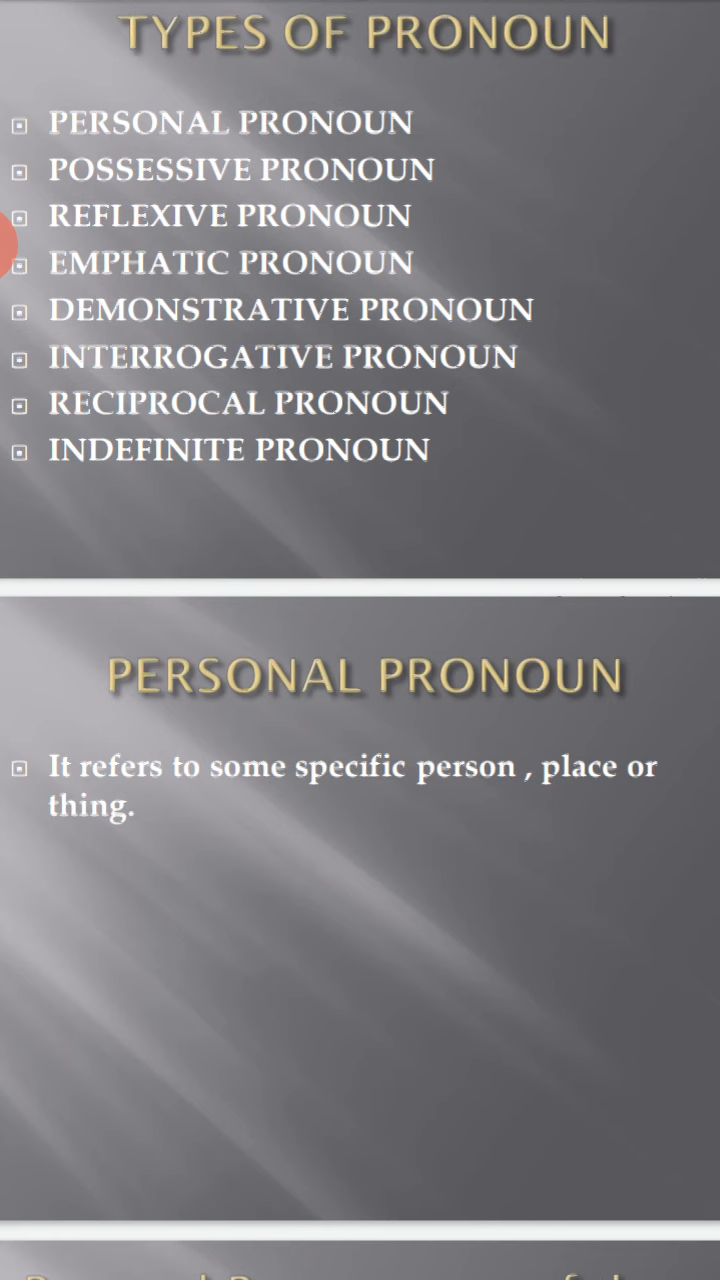 TYPES OF PRONOUN
PERSONAL PRONOUN
POSSESSIVE PRONOUN
REFLEXIVE PRONOUN
EMPHATIC PRONOUN
DEMONSTRATIVE PRONOUN
INTERROGATIVE PRONOUN
RECIPROCAL PRONOUN
INDEFINITE PRONOUN
PERSONAL PRONOUN
It refers to some specific person , place or
thing.